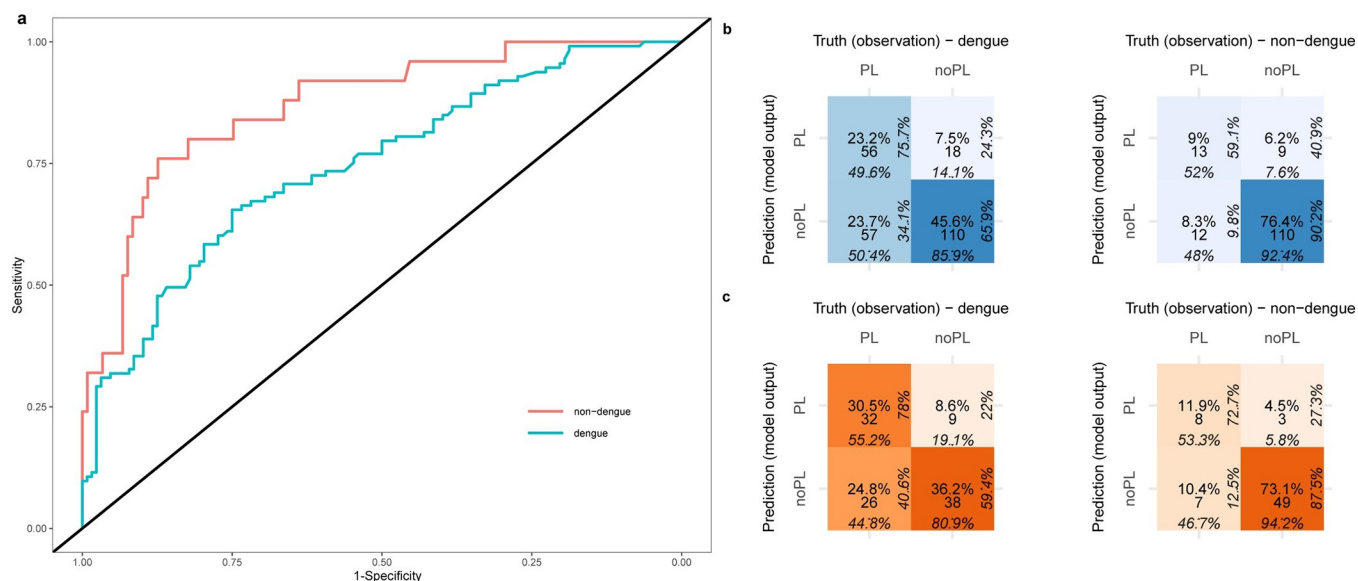 a
1.00
0.75
0.50
0.25
0.00
Sensitivity
1.00
0.75
0.50
0.25
0.00
1-Specificity
non-dengue
dengue
b
Truth (observation) – dengue
PL
noPL
Prediction (model output)
PL
noPL
23.2%
56
75.7%
49.6%
7.5%
18
24.3%
14.1%
23.7%
57
34.1%
50.4%
45.6%
110
65.9%
85.9%
Truth (observation) – non-dengue
PL
noPL
Prediction (model output)
PL
noPL
9%
13
59.1%
52%
6.2%
9
40.9%
7.6%
8.3%
12
9.8%
48%
76.4%
110
90.2%
92.4%
c
Truth (observation) – dengue
PL
noPL
Prediction (model output)
PL
noPL
30.5%
32
78%
55.2%
8.6%
9
22%
19.1%
24.8%
26
40.6%
44.8%
36.2%
38
59.4%
80.9%
Truth (observation) – non-dengue
PL
noPL
Prediction (model output)
PL
noPL
11.9%
8
72.7%
53.3%
4.5%
3
27.3%
5.8%
10.4%
7
12.5%
46.7%
73.1%
49
87.5%
94.2%